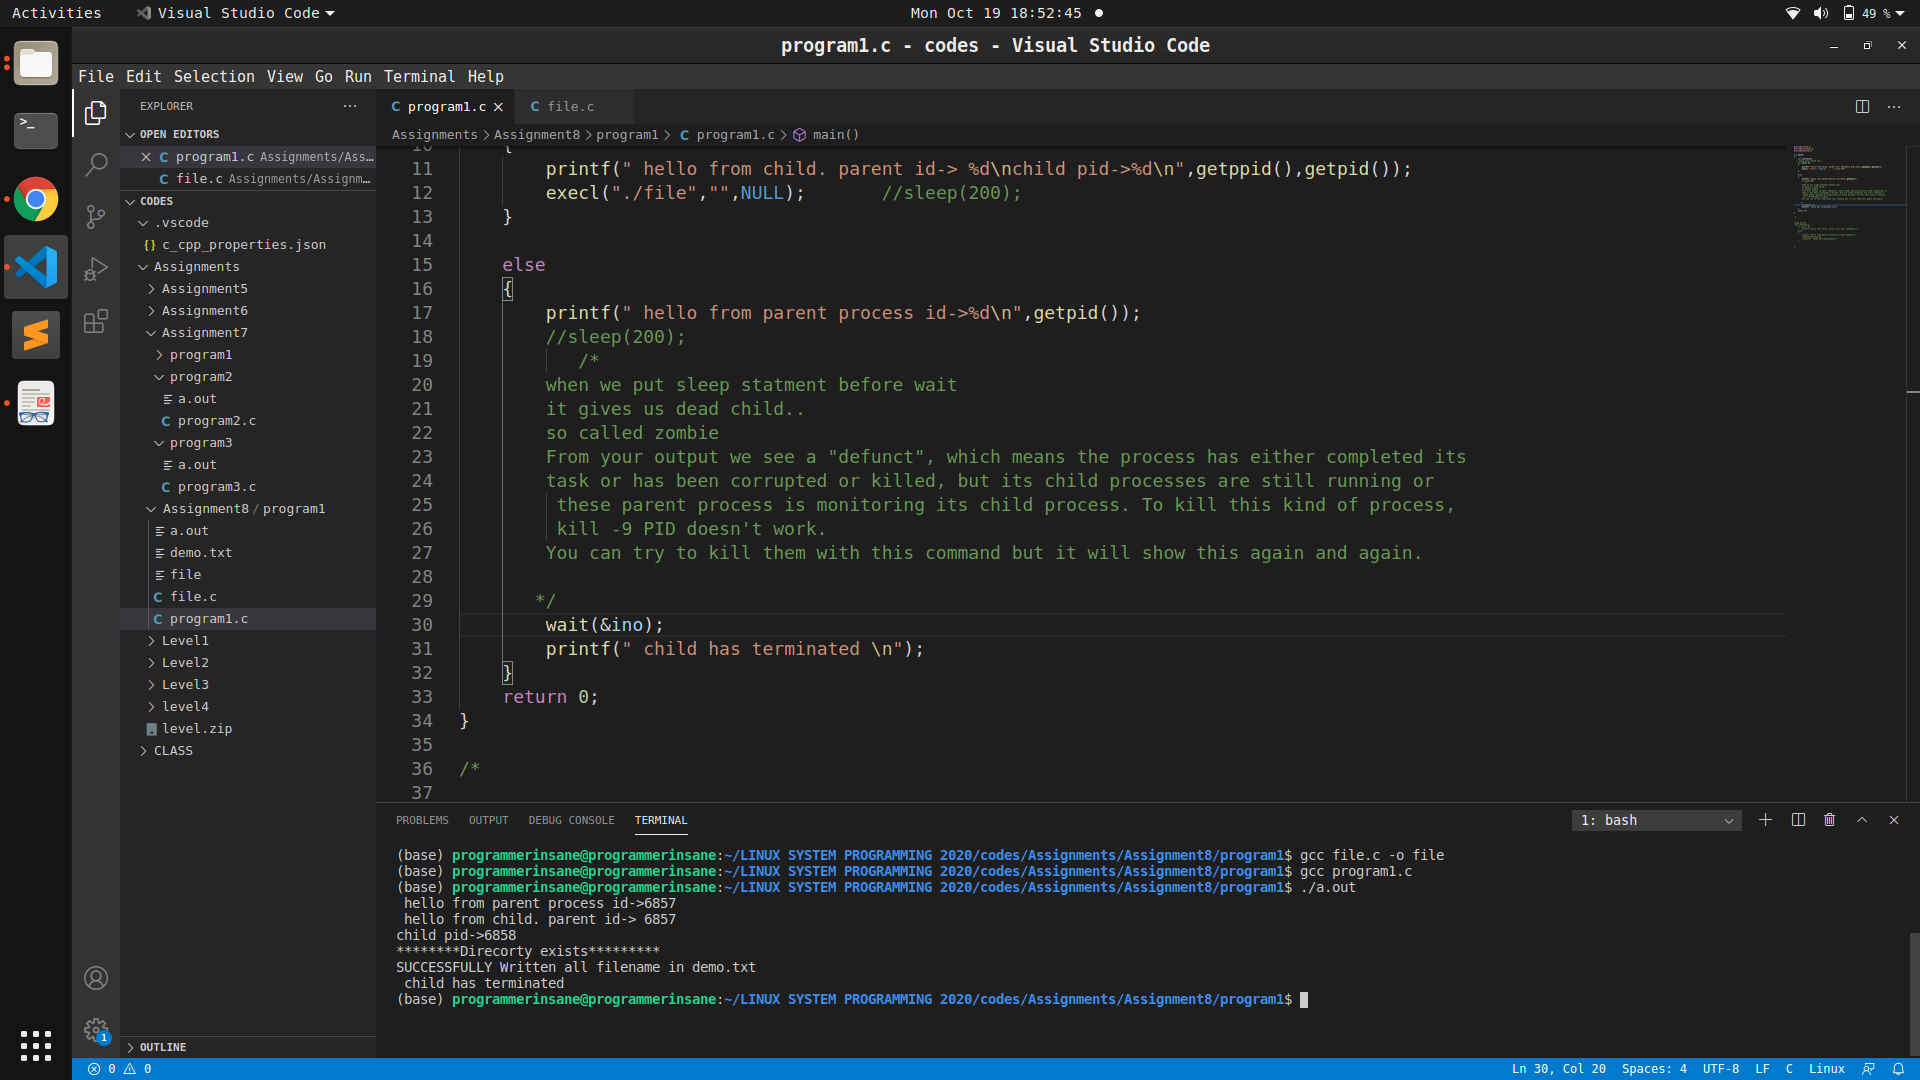 Activities
Visual Studio Code
Mon Oct 19 18:52:45
49 %
program1.c - codes - Visual Studio Code
File Edit Selection View Go Run Terminal Help
EXPLORER
OPEN EDITORS
program1.c Assignments/Ass...
file.c Assignments/Assignm...
CODES
.vscode
{} c_cpp_properties.json
Assignments
Assignment5
Assignment6
Assignment7
program1
program2
a.out
C program2.c
program3
a.out
C program3.c
Assignment8 / program1
a.out
demo.txt
file
C file.c
C program1.c
Level1
Level2
Level3
level4
level.zip
CLASS
OUTLINE
C program1.c
C file.c
Assignments > Assignment8 > program1 > C program1.c > main()
10 {
11 printf(" hello from child. parent id-> %d\nchild pid->%d\n",getppid(),getpid());
12 execl("./file","",NULL); //sleep(200);
13 }
14
15 else
16 {
17 printf(" hello from parent process id->%d\n",getpid());
18 //sleep(200);
19 /*
20 when we put sleep statment before wait
21 it gives us dead child..
22 so called zombie
23 From your output we see a "defunct", which means the process has either completed its
24 task or has been corrupted or killed, but its child processes are still running or
25 these parent process is monitoring its child process. To kill this kind of process,
26 kill -9 PID doesn't work.
27 You can try to kill them with this command but it will show this again and again.
28
29 */
30 wait(&ino);
31 printf(" child has terminated \n");
32 }
33 return 0;
34 }
35
36 /*
37
PROBLEMS OUTPUT DEBUG CONSOLE TERMINAL
1: bash
(base) programmerinsane@programmerinsane:~/LINUX SYSTEM PROGRAMMING 2020/codes/Assignments/Assignment8/program1$ gcc file.c -o file
(base) programmerinsane@programmerinsane:~/LINUX SYSTEM PROGRAMMING 2020/codes/Assignments/Assignment8/program1$ gcc program1.c
(base) programmerinsane@programmerinsane:~/LINUX SYSTEM PROGRAMMING 2020/codes/Assignments/Assignment8/program1$ ./a.out
hello from parent process id->6857
hello from child. parent id-> 6857
child pid->6858
********Direcorty exists*********
SUCCESSFULLY Written all filename in demo.txt
child has terminated
(base) programmerinsane@programmerinsane:~/LINUX SYSTEM PROGRAMMING 2020/codes/Assignments/Assignment8/program1$
1
0 0
Ln 30, Col 20 Spaces: 4 UTF-8 LF C Linux